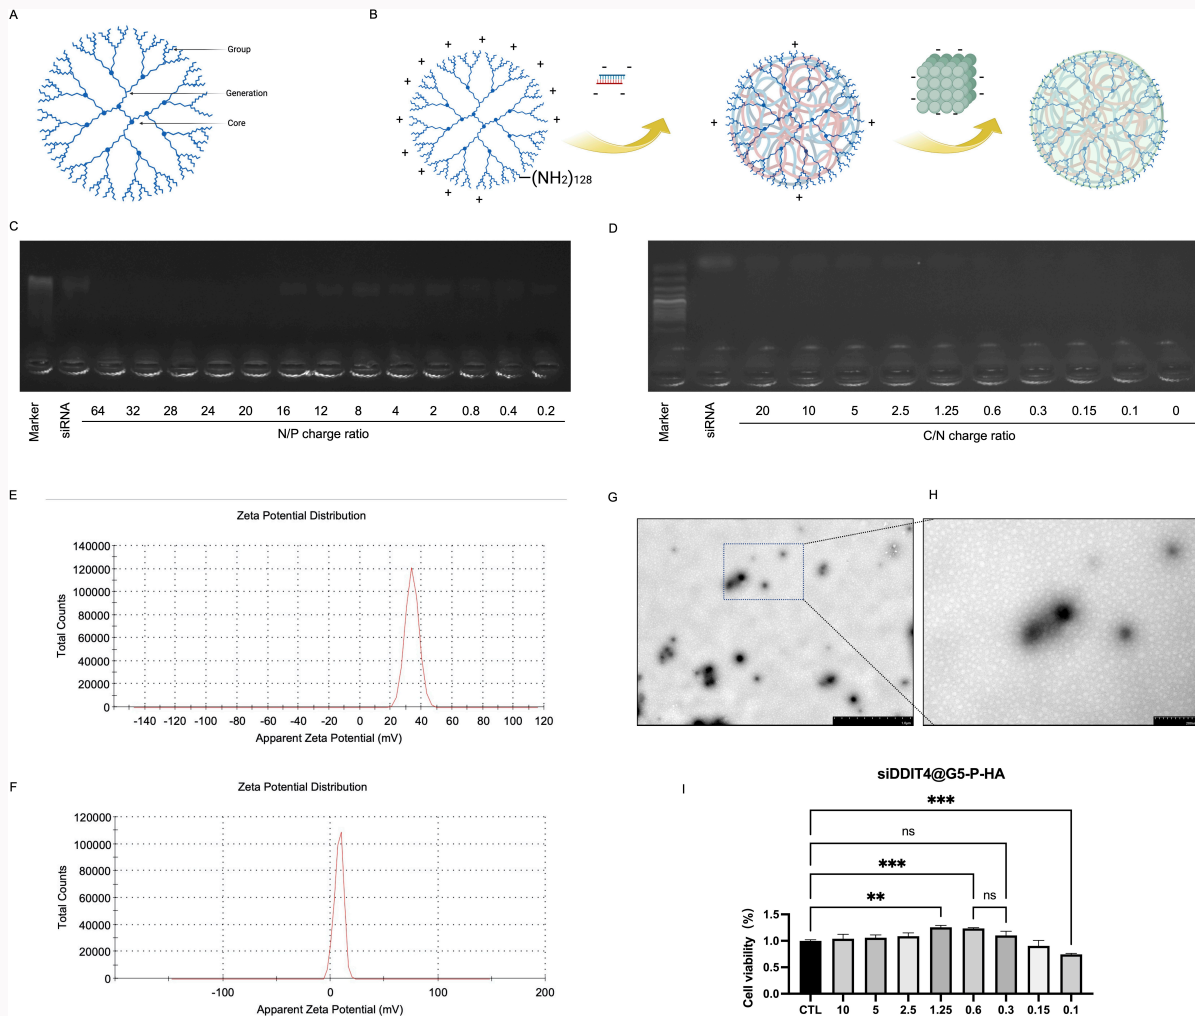 A
Group
Generation
Core
B
+ + + + + + + + + + + +
- -
- -
(NH2)128
+ + + +
- - - - - - - -
C
Marker siRNA 64 32 28 24 20 16 12 8 4 2 0.8 0.4 0.2
N/P charge ratio
D
Marker siRNA 20 10 5 2.5 1.25 0.6 0.3 0.15 0.1 0
C/N charge ratio
E
Zeta Potential Distribution
Total Counts
140000
120000
100000
80000
60000
40000
20000
0
-140 -120 -100 -80 -60 -40 -20 0 20 40 60 80 100 120
Apparent Zeta Potential (mV)
F
Zeta Potential Distribution
Total Counts
120000
100000
80000
60000
40000
20000
0
-100 0 100 200
Apparent Zeta Potential (mV)
G
H
I
siDDIT4@G5-P-HA
***
ns
***
ns
**
Cell viability (%)
1.5
1.0
0.5
0.0
CTL 10 5 2.5 1.25 0.6 0.3 0.15 0.1